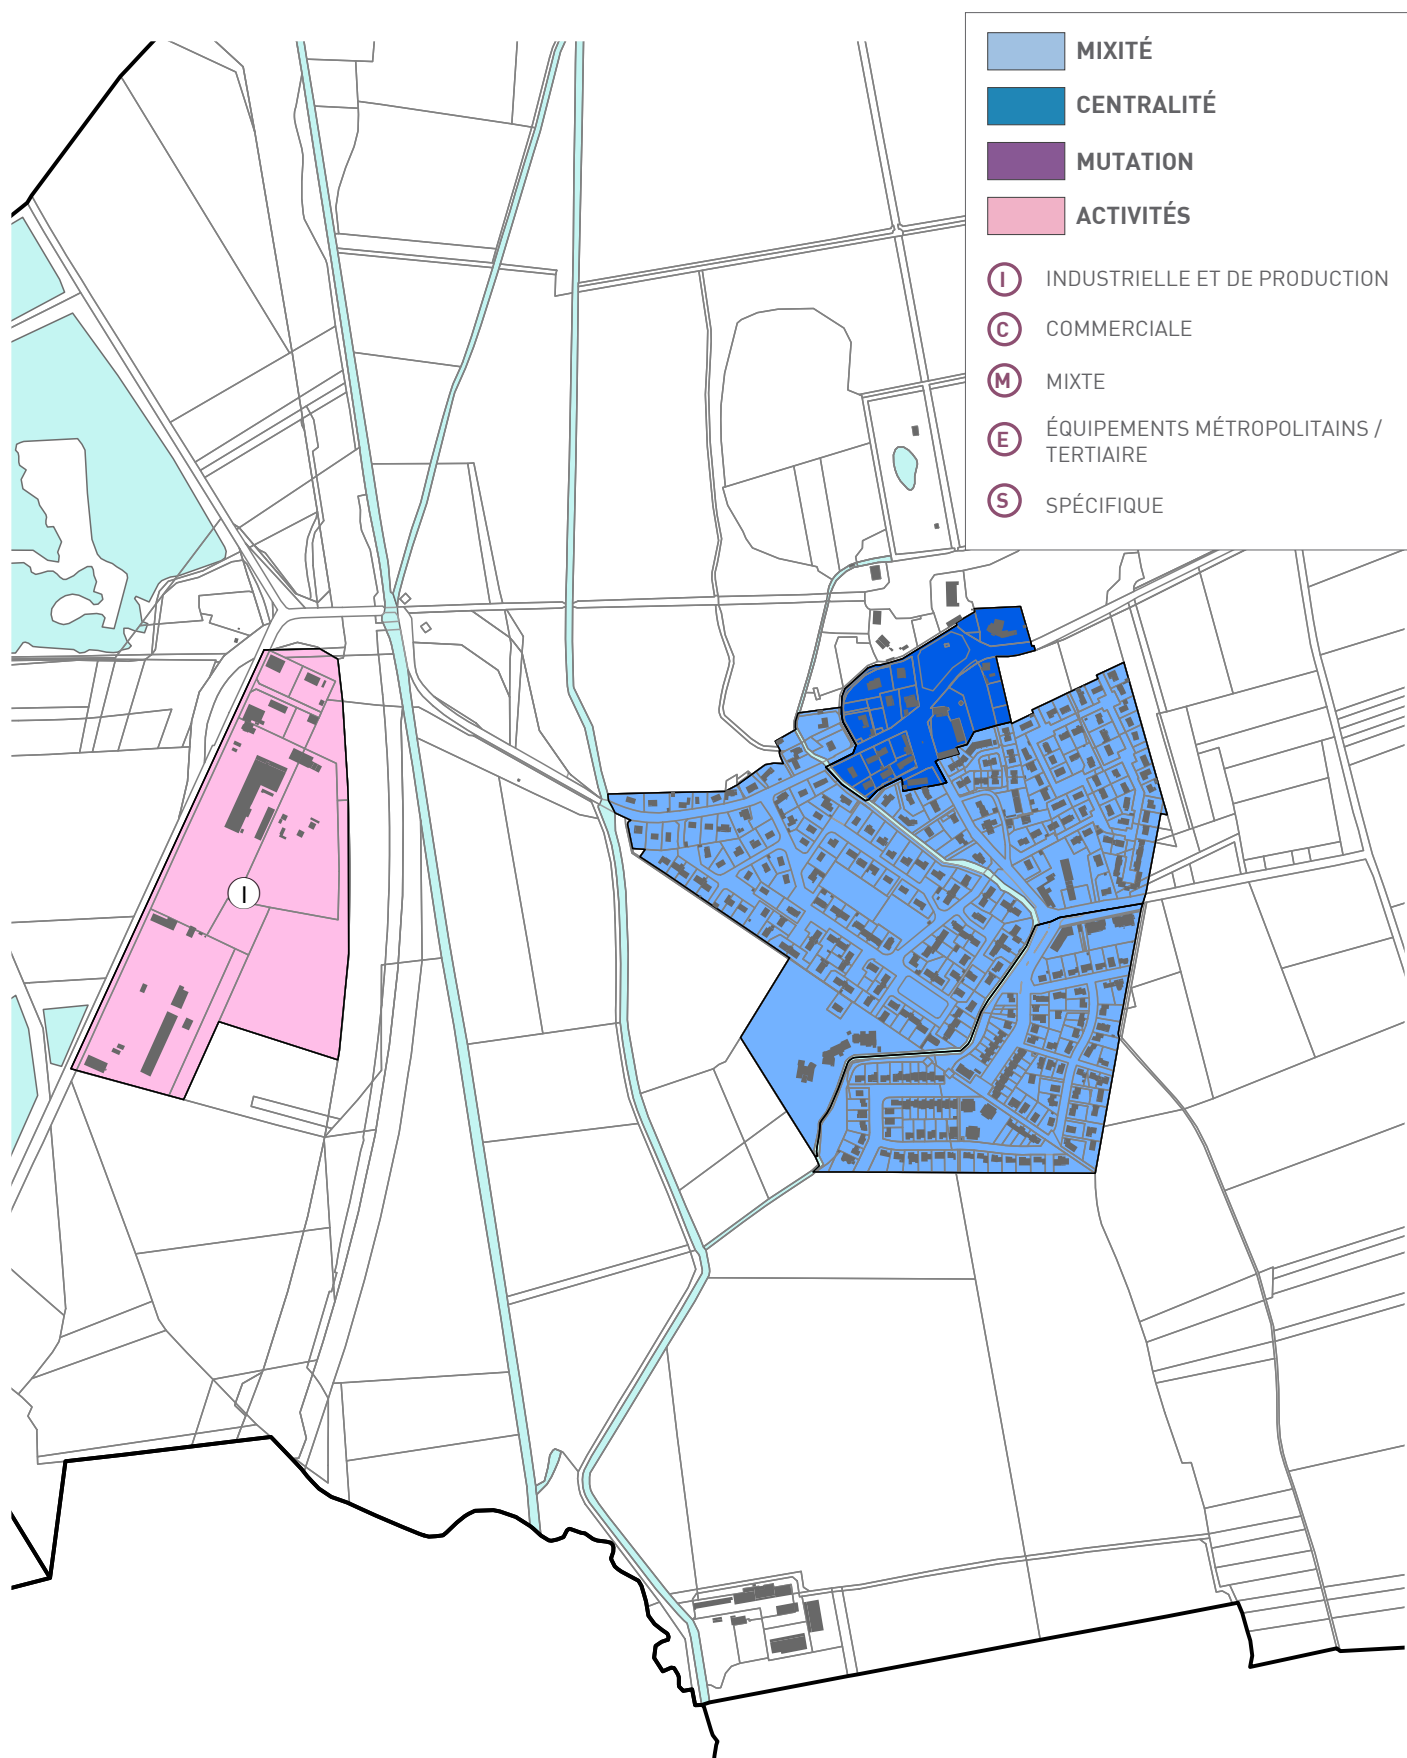 MIXITÉ
CENTRALITÉ
MUTATION
ACTIVITÉS
I INDUSTRIELLE ET DE PRODUCTION
C COMMERCIALE
M MIXTE
E ÉQUIPEMENTS MÉTROPOLITAINS /
TERTIAIRE
S SPÉCIFIQUE
I